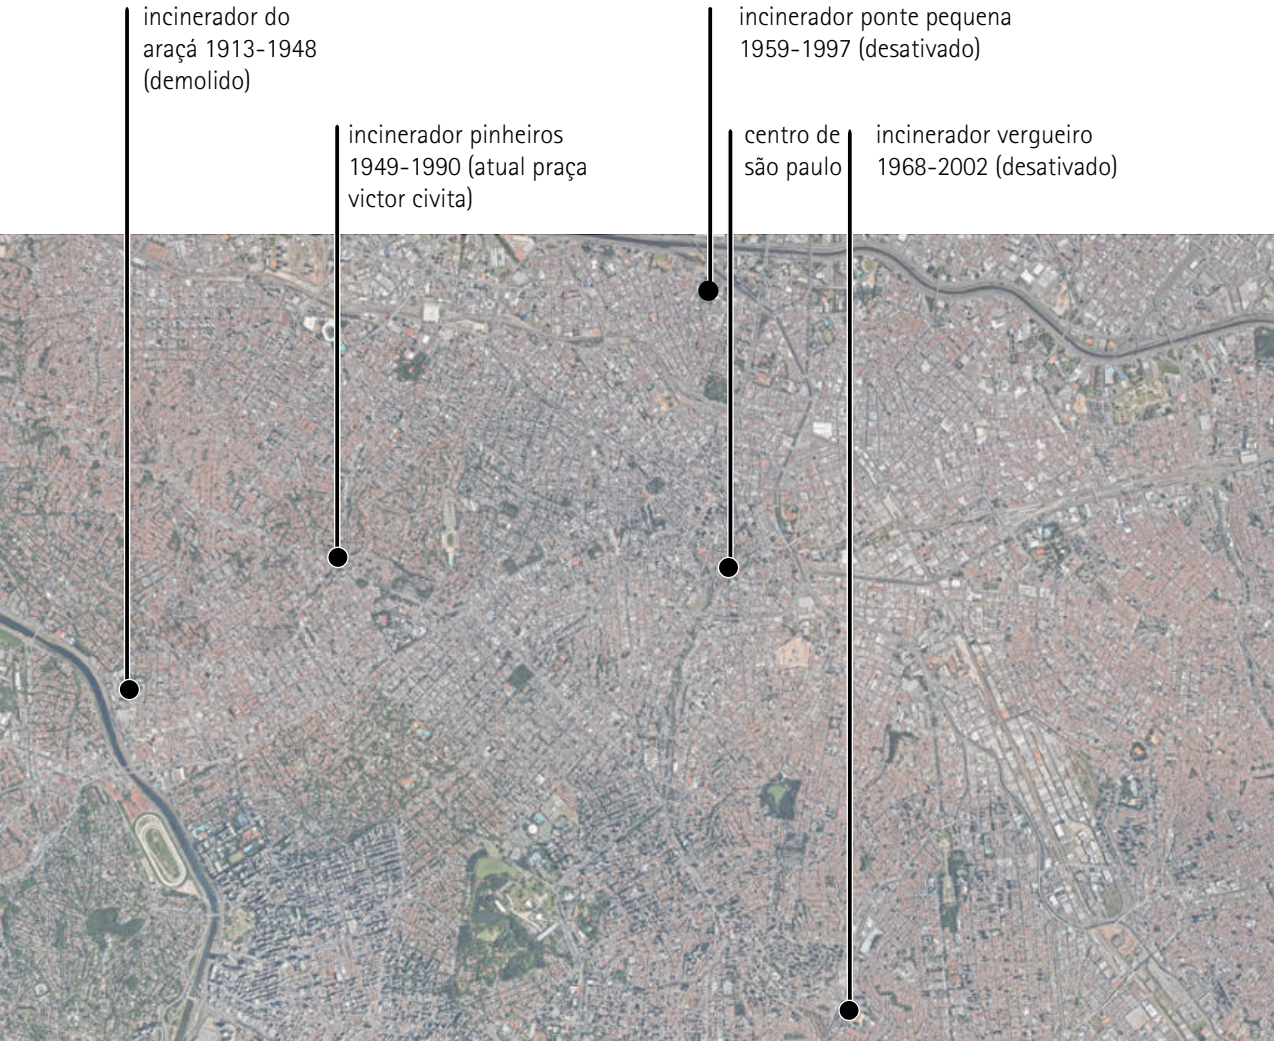 incinerador do
araçá 1913-1948
(demolido)
incinerador pinheiros
1949-1990 (atual praça
victor civita)
incinerador ponte pequena
1959-1997 (desativado)
centro de
são paulo
incinerador vergueiro
1968-2002 (desativado)